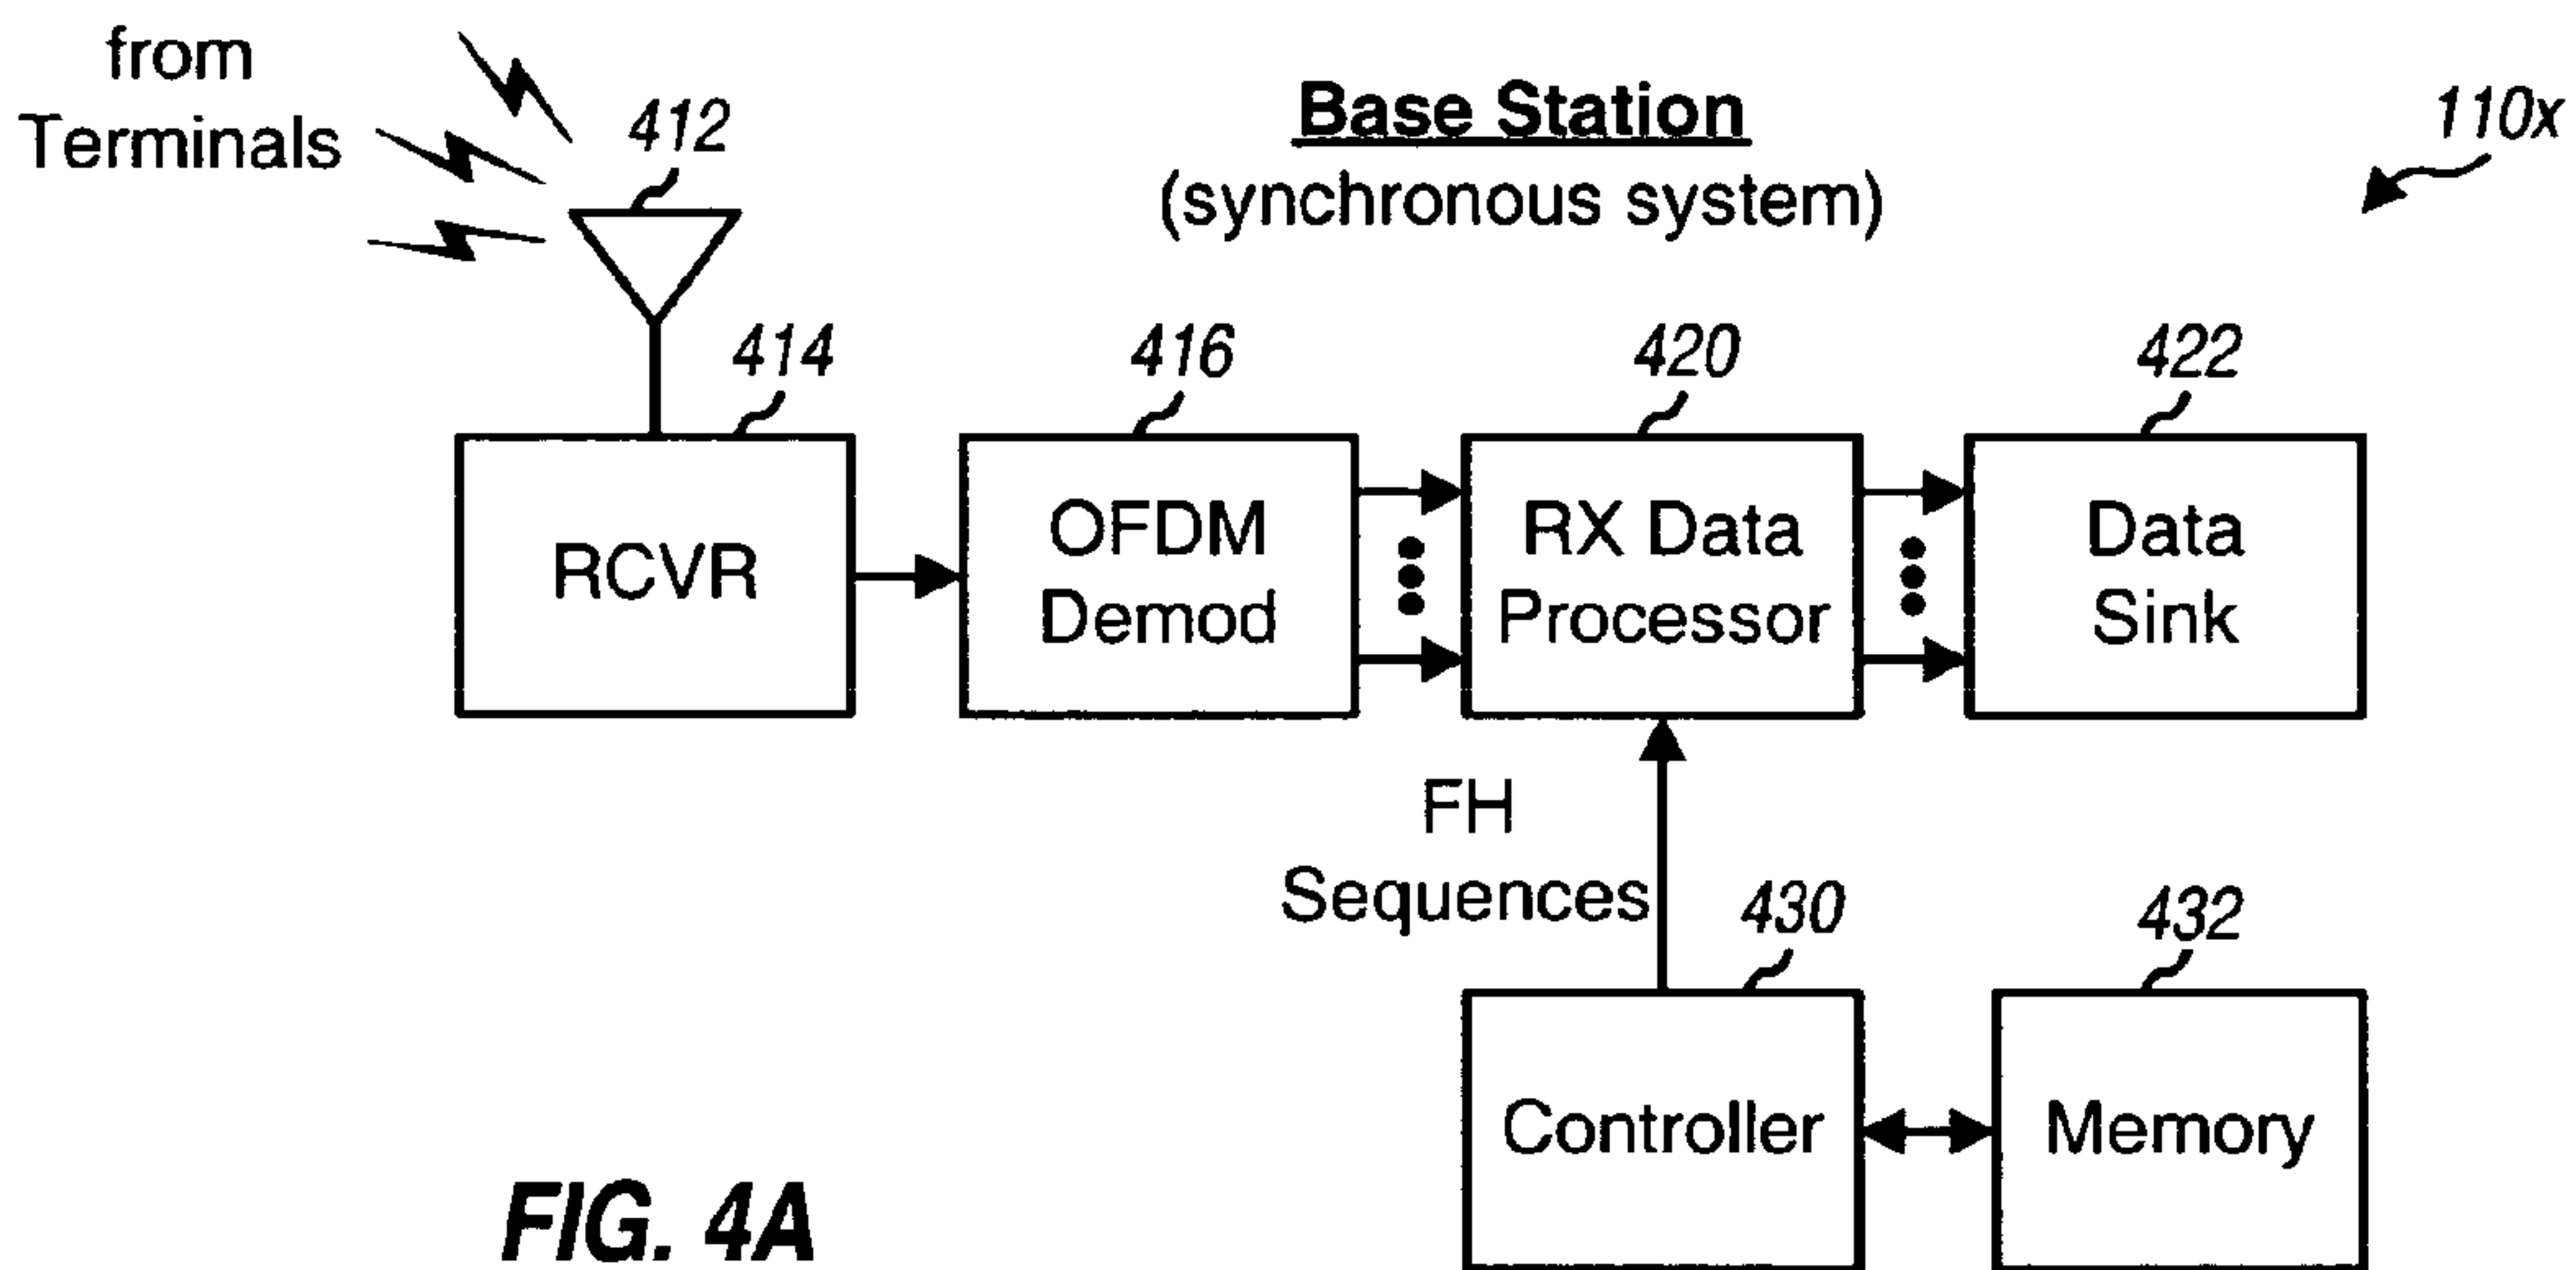 from
Terminals
412
Base Station
(synchronous system)
110x
414
416
420
422
RCVR
OFDM
Demod
RX Data
Processor
Data
Sink
FH
Sequences
430
432
Controller
Memory
FIG. 4A